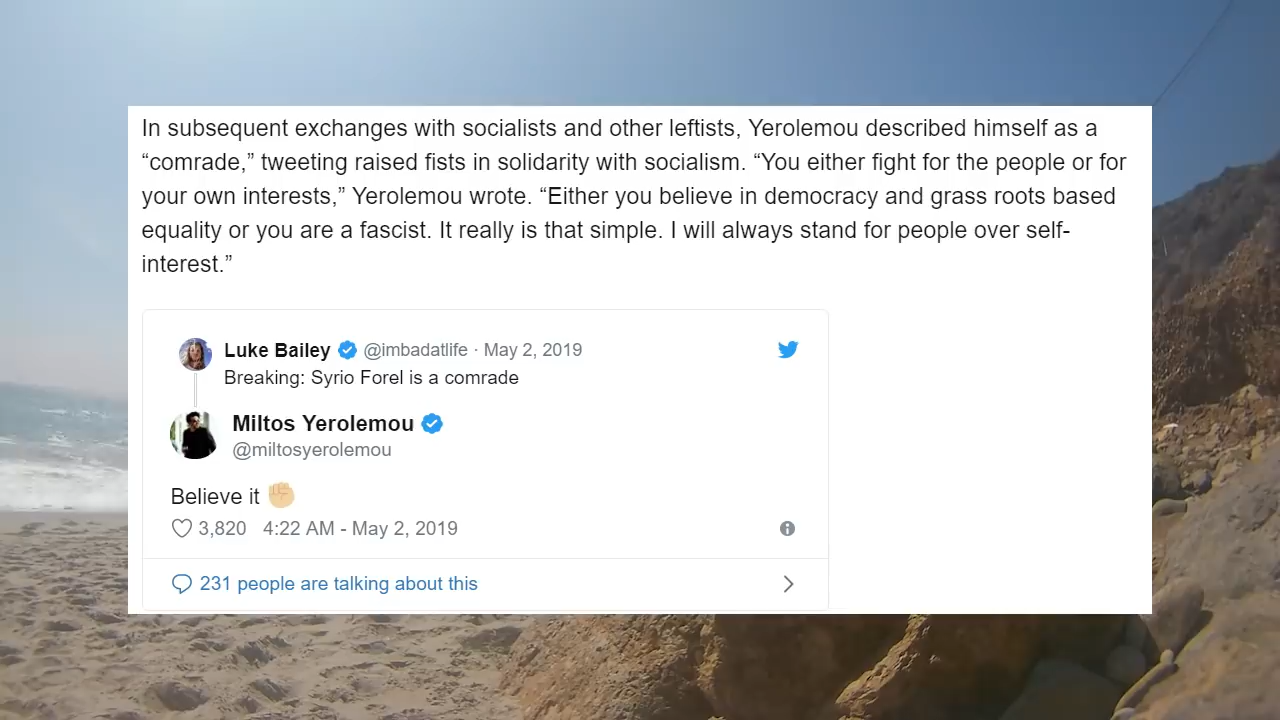 In subsequent exchanges with socialists and other leftists, Yerolemou described himself as a
“comrade,” tweeting raised fists in solidarity with socialism. “You either fight for the people or for
your own interests,” Yerolemou wrote. “Either you believe in democracy and grass roots based
equality or you are a fascist. It really is that simple. I will always stand for people over self-
interest.”
Luke Bailey @imbadatlife · May 2, 2019
Breaking: Syrio Forel is a comrade
Miltos Yerolemou
@miltosyerolemou
Believe it ✊🏼
3,820 4:22 AM - May 2, 2019
231 people are talking about this